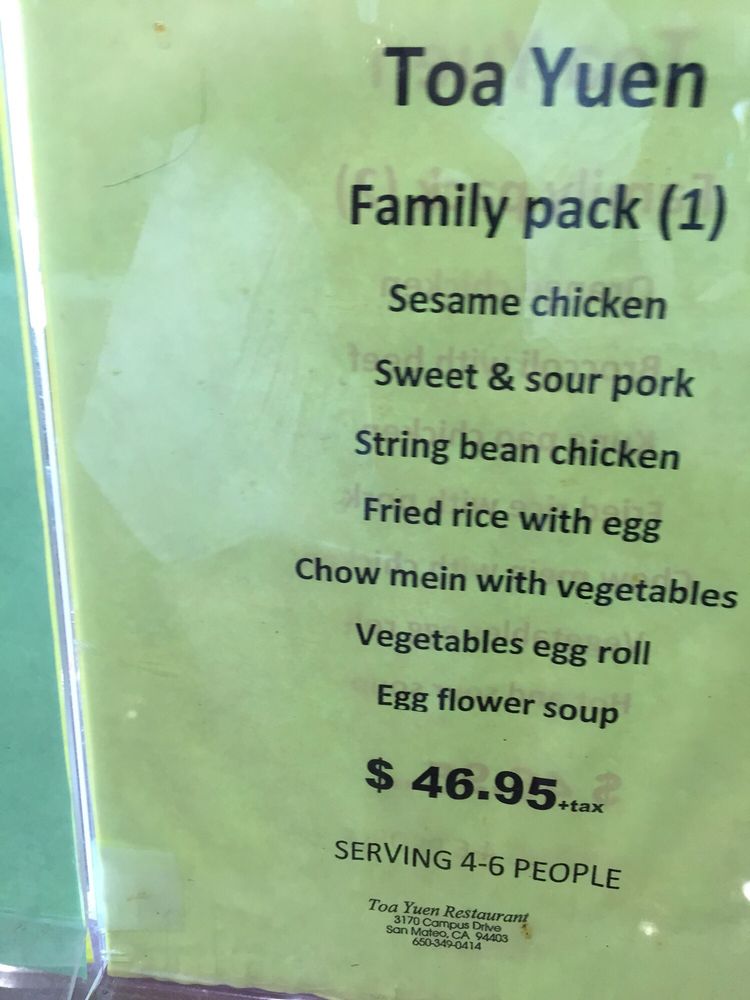 Toa Yuen
Family pack (1)
Sesame chicken
Sweet & sour pork
String bean chicken
Fried rice with egg
Chow mein with vegetables
Vegetables egg roll
Egg flower soup
$ 46.95+tax
SERVING 4-6 PEOPLE
Toa Yuen Restaurant
3170 Campus Drive
San Mateo, CA 94403
650-349-0414